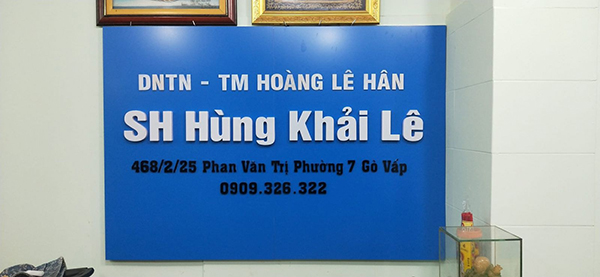 DNTN - TM HOÀNG LÊ HÂN
SH Hùng Khải Lê
468/2/25 Phan Văn Trị Phường 7 Gò Vấp
0909.326.322